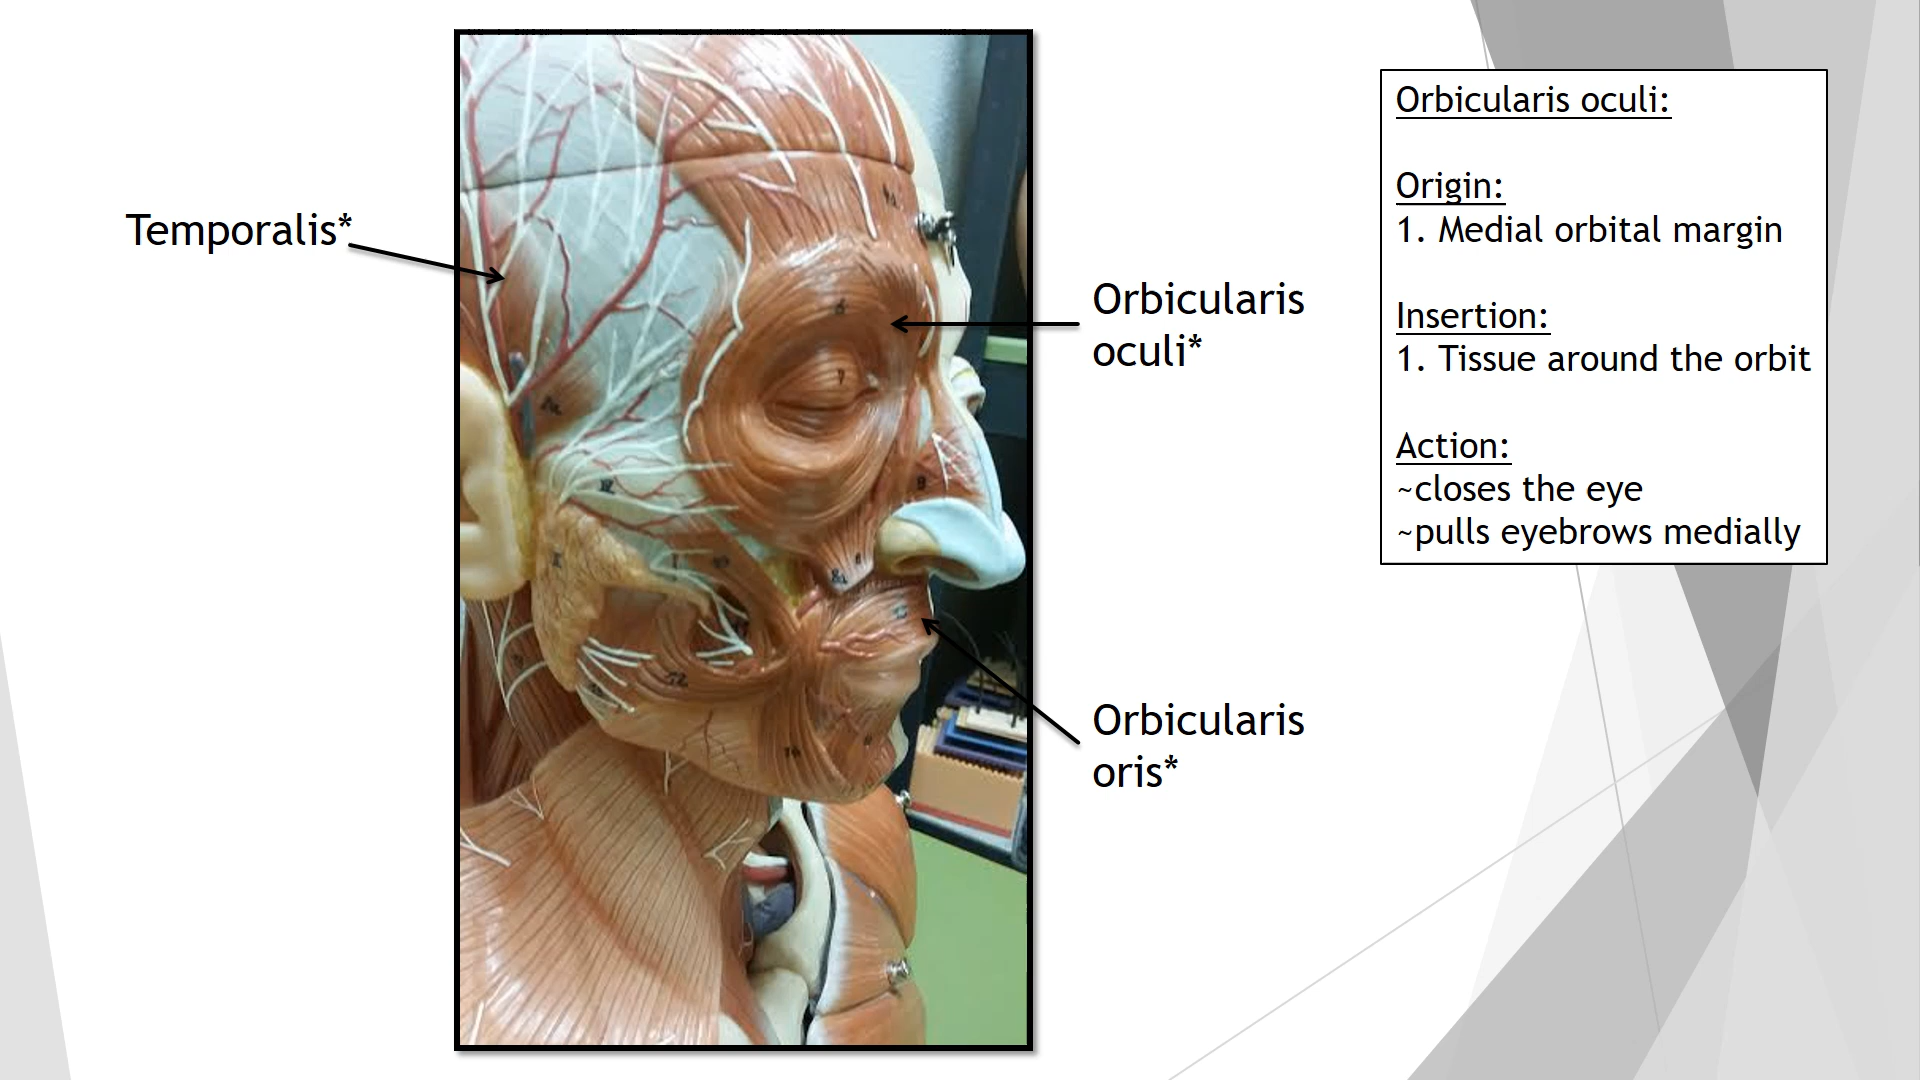 Temporalis*
Orbicularis
oculi*
Orbicularis
oris*
Orbicularis oculi:
Origin:
1. Medial orbital margin
Insertion:
1. Tissue around the orbit
Action:
~closes the eye
~pulls eyebrows medially